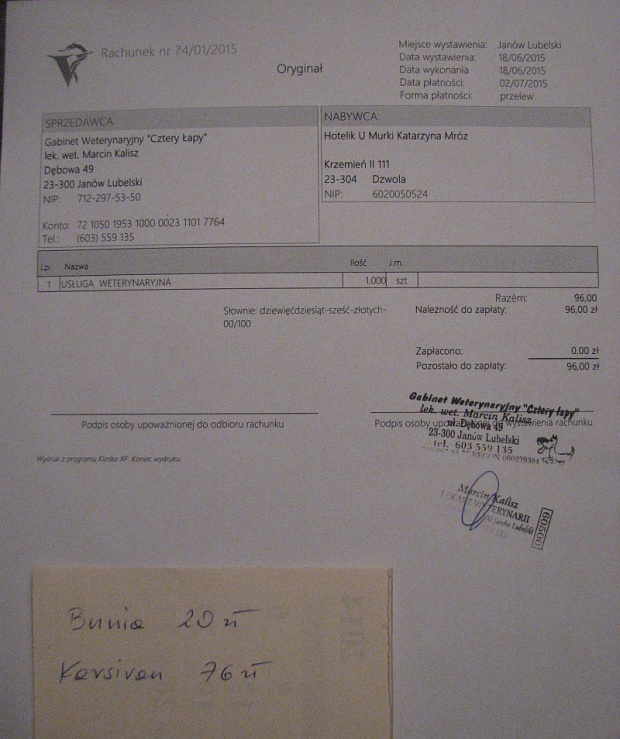 Rachunek nr 74/01/2015
Oryginał
Miejsce wystawienia: Janów Lubelski
Data wystawienia: 18/06/2015
Data wykonania 18/06/2015
Data płatności: 02/07/2015
Forma płatności: przelew
SPRZEDAWCA
Gabinet Weterynaryjny "Cztery Łapy"
lek. wet. Marcin Kalisz
Dębowa 49
23-300 Janów Lubelski
NIP: 712-297-53-50
Konto: 72 1050 1953 1000 0023 1101 7764
Tel.: (603) 559 135
NABYWCA:
Hotelik U Murki Katarzyna Mróz
Krzemień II 111
23-304 Dzwola
NIP: 6020050524
Lp. Nazwa Ilość J.m.
1 USŁUGA WETERYNARYJNA 1,000 szt
Razem: 96,00
Słownie: dziewięćdziesiąt-sześć-złotych-
00/100
Należność do zapłaty: 96,00 zł
Zapłacono: 0,00 zł
Pozostało do zapłaty: 96,00 zł
Podpis osoby upoważnionej do odbioru rachunku
Podpis osoby upoważnionej do wystawienia rachunku
Gabinet Weterynaryjny "Cztery Łapy"
lek. wet. Marcin Kalisz
ul. Dębowa 49
23-300 Janów Lubelski
tel. 603 559 135
Wydruk z programu Klinika XP. Koniec wydruku.
Marcin Kalisz
LEKARZ WETERYNARII
Janów Lubelski
00509
Bunia 20 zł
Karsivan 76 zł